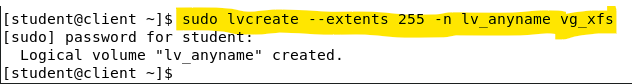 [student@client ~]$ sudo lvcreate --extents 255 -n lv_anyname vg_xfs
[sudo] password for student:
  Logical volume "lv_anyname" created.
[student@client ~]$